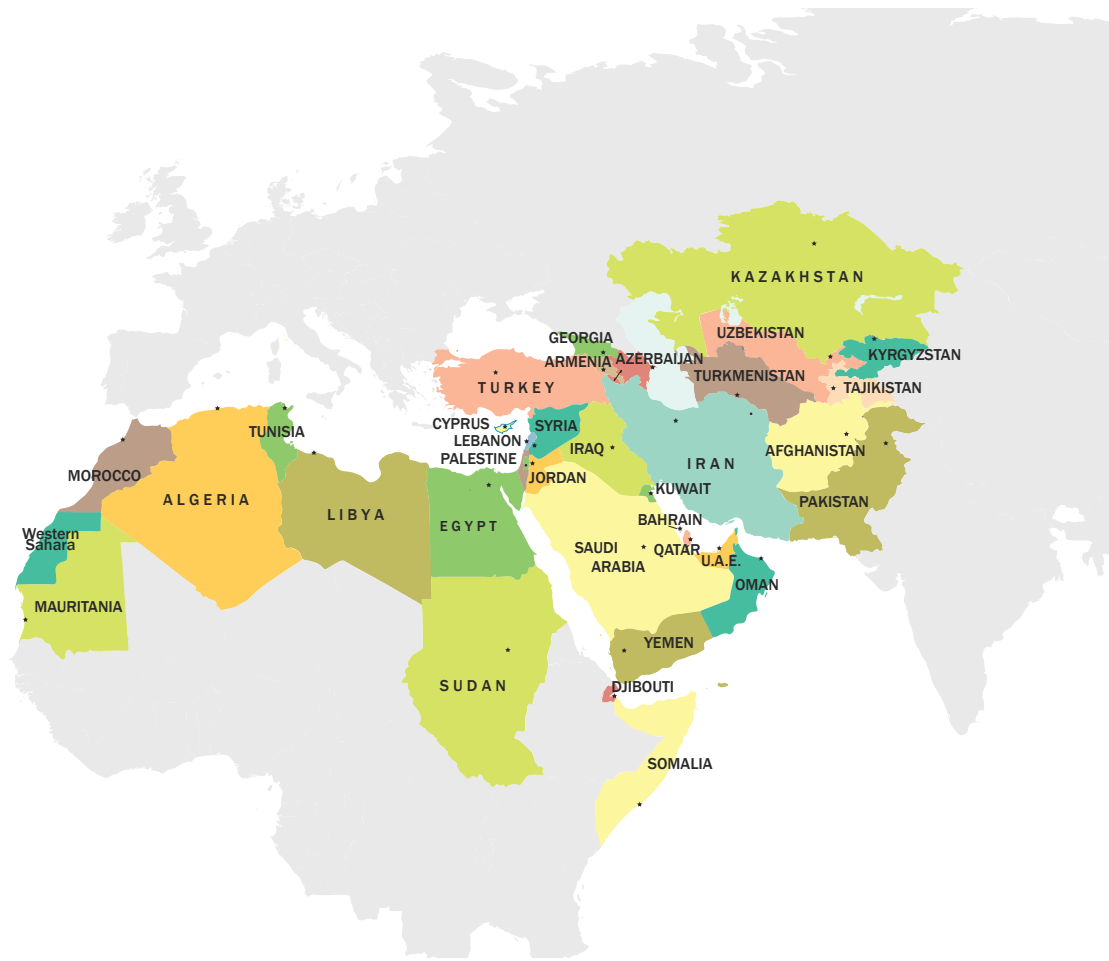 KAZAKHSTAN
UZBEKISTAN
GEORGIA
KYRGYZSTAN
ARMENIA
AZERBAIJAN
TURKMENISTAN
TURKEY
TAJIKISTAN
CYPRUS
SYRIA
TUNISIA
LEBANON
IRAQ
AFGHANISTAN
PALESTINE
IRAN
MOROCCO
JORDAN
KUWAIT
ALGERIA
PAKISTAN
LIBYA
BAHRAIN
EGYPT
Western
Sahara
SAUDI
ARABIA
QATAR
U.A.E.
OMAN
MAURITANIA
YEMEN
SUDAN
DJIBOUTI
SOMALIA